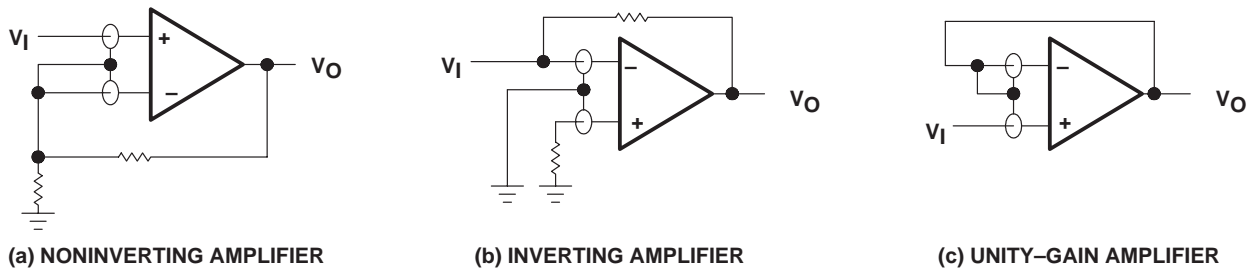 VI
+
−
VO
(a) NONINVERTING AMPLIFIER
VI
−
+
VO
(b) INVERTING AMPLIFIER
VI
−
+
VO
(c) UNITY–GAIN AMPLIFIER